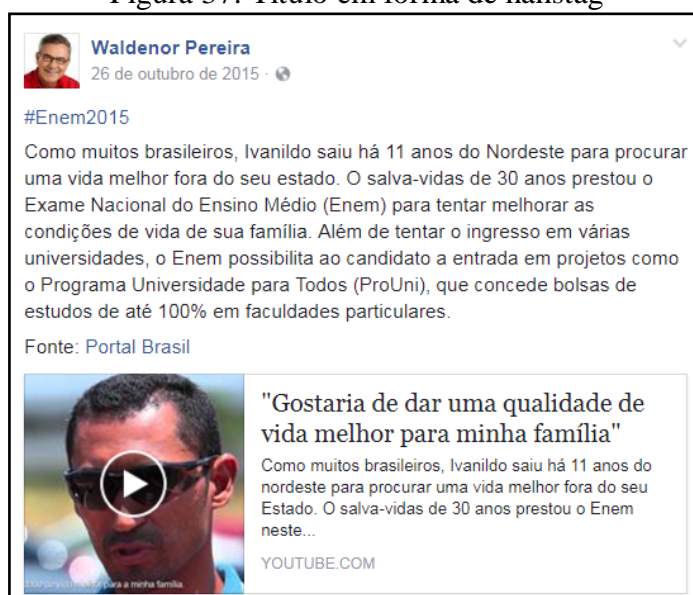 Figura 37: Título em forma de hahstag
Waldenor Pereira
26 de outubro de 2015 ·
#Enem2015
Como muitos brasileiros, Ivanildo saiu há 11 anos do Nordeste para procurar
uma vida melhor fora do seu estado. O salva-vidas de 30 anos prestou o
Exame Nacional do Ensino Médio (Enem) para tentar melhorar as
condições de vida de sua família. Além de tentar o ingresso em várias
universidades, o Enem possibilita ao candidato a entrada em projetos como
o Programa Universidade para Todos (ProUni), que concede bolsas de
estudos de até 100% em faculdades particulares.
Fonte: Portal Brasil
"Gostaria de dar uma qualidade de
vida melhor para minha família"
Como muitos brasileiros, Ivanildo saiu há 11 anos do
nordeste para procurar uma vida melhor fora do seu
Estado. O salva-vidas de 30 anos prestou o Enem
neste...
YOUTUBE.COM
para a minha família.